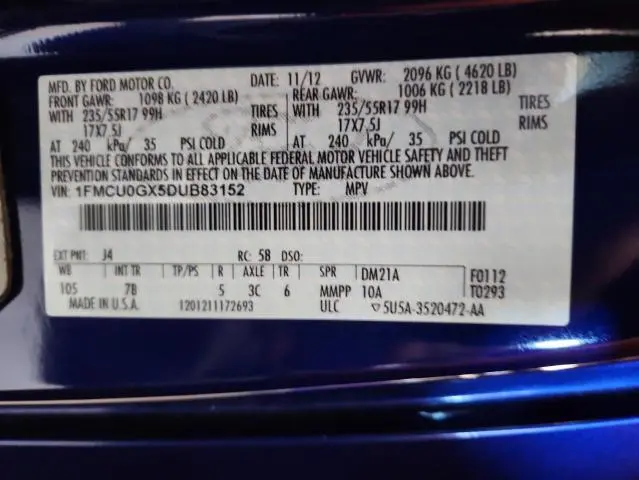 MFD. BY FORD MOTOR CO. DATE: 11/12 GVWR: 2096 KG ( 4620 LB)
FRONT GAWR: 1098 KG ( 2420 LB) REAR GAWR: 1006 KG ( 2218 LB)
WITH 235/55R17 99H TIRES WITH 235/55R17 99H TIRES
17X7.5J RIMS 17X7.5J RIMS
AT 240 kPa/ 35 PSI COLD AT 240 kPa/ 35 PSI COLD
THIS VEHICLE CONFORMS TO ALL APPLICABLE FEDERAL MOTOR VEHICLE SAFETY AND THEFT
PREVENTION STANDARDS IN EFFECT ON THE DATE OF MANUFACTURE SHOWN ABOVE.
VIN: 1FMCU0GX5DUB83152 TYPE: MPV
EXT PNT: J4 RC: 58 DSO:
WB INT TR TP/PS R AXLE TR SPR DM21A F0112
105 7B 5 3C 6 MMPP 10A T0293
MADE IN U.S.A. 1201211172693 ULC ▽5U5A-3520472-AA